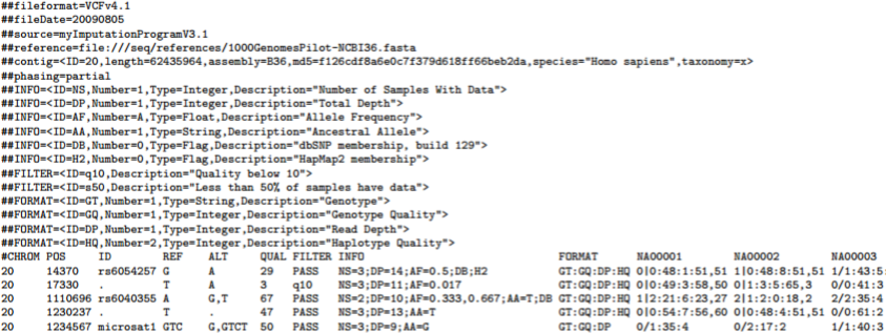 ##fileformat=VCFv4.1
##fileDate=20090805
##source=myImputationProgramV3.1
##reference=file:///seq/references/1000GenomesPilot-NCBI36.fasta
##contig=<ID=20,length=62435964,assembly=B36,md5=f126cdf8a6e0c7f379d618ff66beb2da,species="Homo sapiens",taxonomy=x>
##phasing=partial
##INFO=<ID=NS,Number=1,Type=Integer,Description="Number of Samples With Data">
##INFO=<ID=DP,Number=1,Type=Integer,Description="Total Depth">
##INFO=<ID=AF,Number=A,Type=Float,Description="Allele Frequency">
##INFO=<ID=AA,Number=1,Type=String,Description="Ancestral Allele">
##INFO=<ID=DB,Number=0,Type=Flag,Description="dbSNP membership, build 129">
##INFO=<ID=H2,Number=0,Type=Flag,Description="HapMap2 membership">
##FILTER=<ID=q10,Description="Quality below 10">
##FILTER=<ID=s50,Description="Less than 50% of samples have data">
##FORMAT=<ID=GT,Number=1,Type=String,Description="Genotype">
##FORMAT=<ID=GQ,Number=1,Type=Integer,Description="Genotype Quality">
##FORMAT=<ID=DP,Number=1,Type=Integer,Description="Read Depth">
##FORMAT=<ID=HQ,Number=2,Type=Integer,Description="Haplotype Quality">
#CHROM POS ID REF ALT QUAL FILTER INFO FORMAT NA00001 NA00002 NA00003
20 14370 rs6054257 G A 29 PASS NS=3;DP=14;AF=0.5;DB;H2 GT:GQ:DP:HQ 0|0:48:1:51,51 1|0:48:8:51,51 1/1:43:5:
20 17330 . T A 3 q10 NS=3;DP=11;AF=0.017 GT:GQ:DP:HQ 0|0:49:3:58,50 0|1:3:5:65,3 0/0:41:3
20 1110696 rs6040355 A G,T 67 PASS NS=2;DP=10;AF=0.333,0.667;AA=T;DB GT:GQ:DP:HQ 1|2:21:6:23,27 2|1:2:0:18,2 2/2:35:4
20 1230237 . T . 47 PASS NS=3;DP=13;AA=T GT:GQ:DP:HQ 0|0:54:7:56,60 0|0:48:4:51,51 0/0:61:2
20 1234567 microsat1 GTC G,GTCT 50 PASS NS=3;DP=9;AA=G GT:GQ:DP 0/1:35:4 0/2:17:2 1/1:40:3